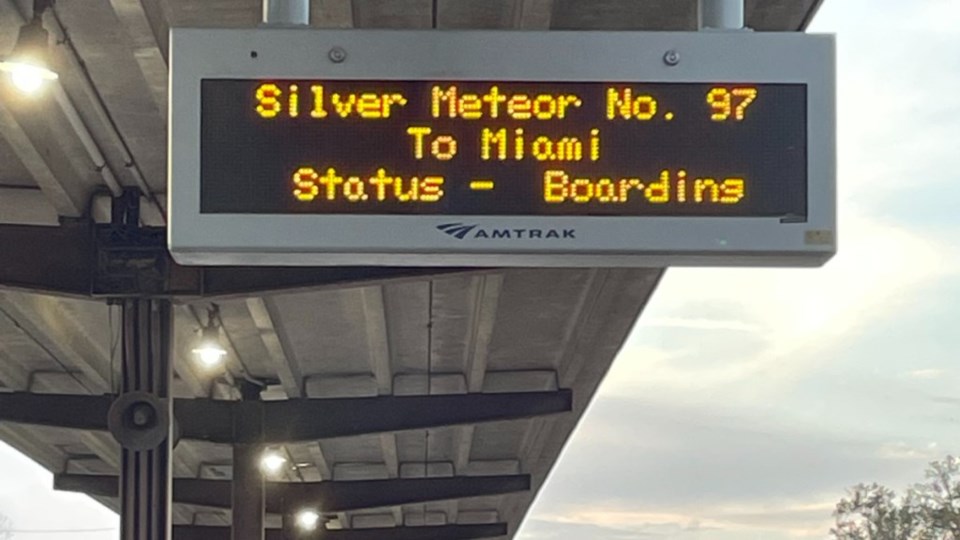 Silver Meteor No. 97
To Miami
Status - Boarding
AMTRAK